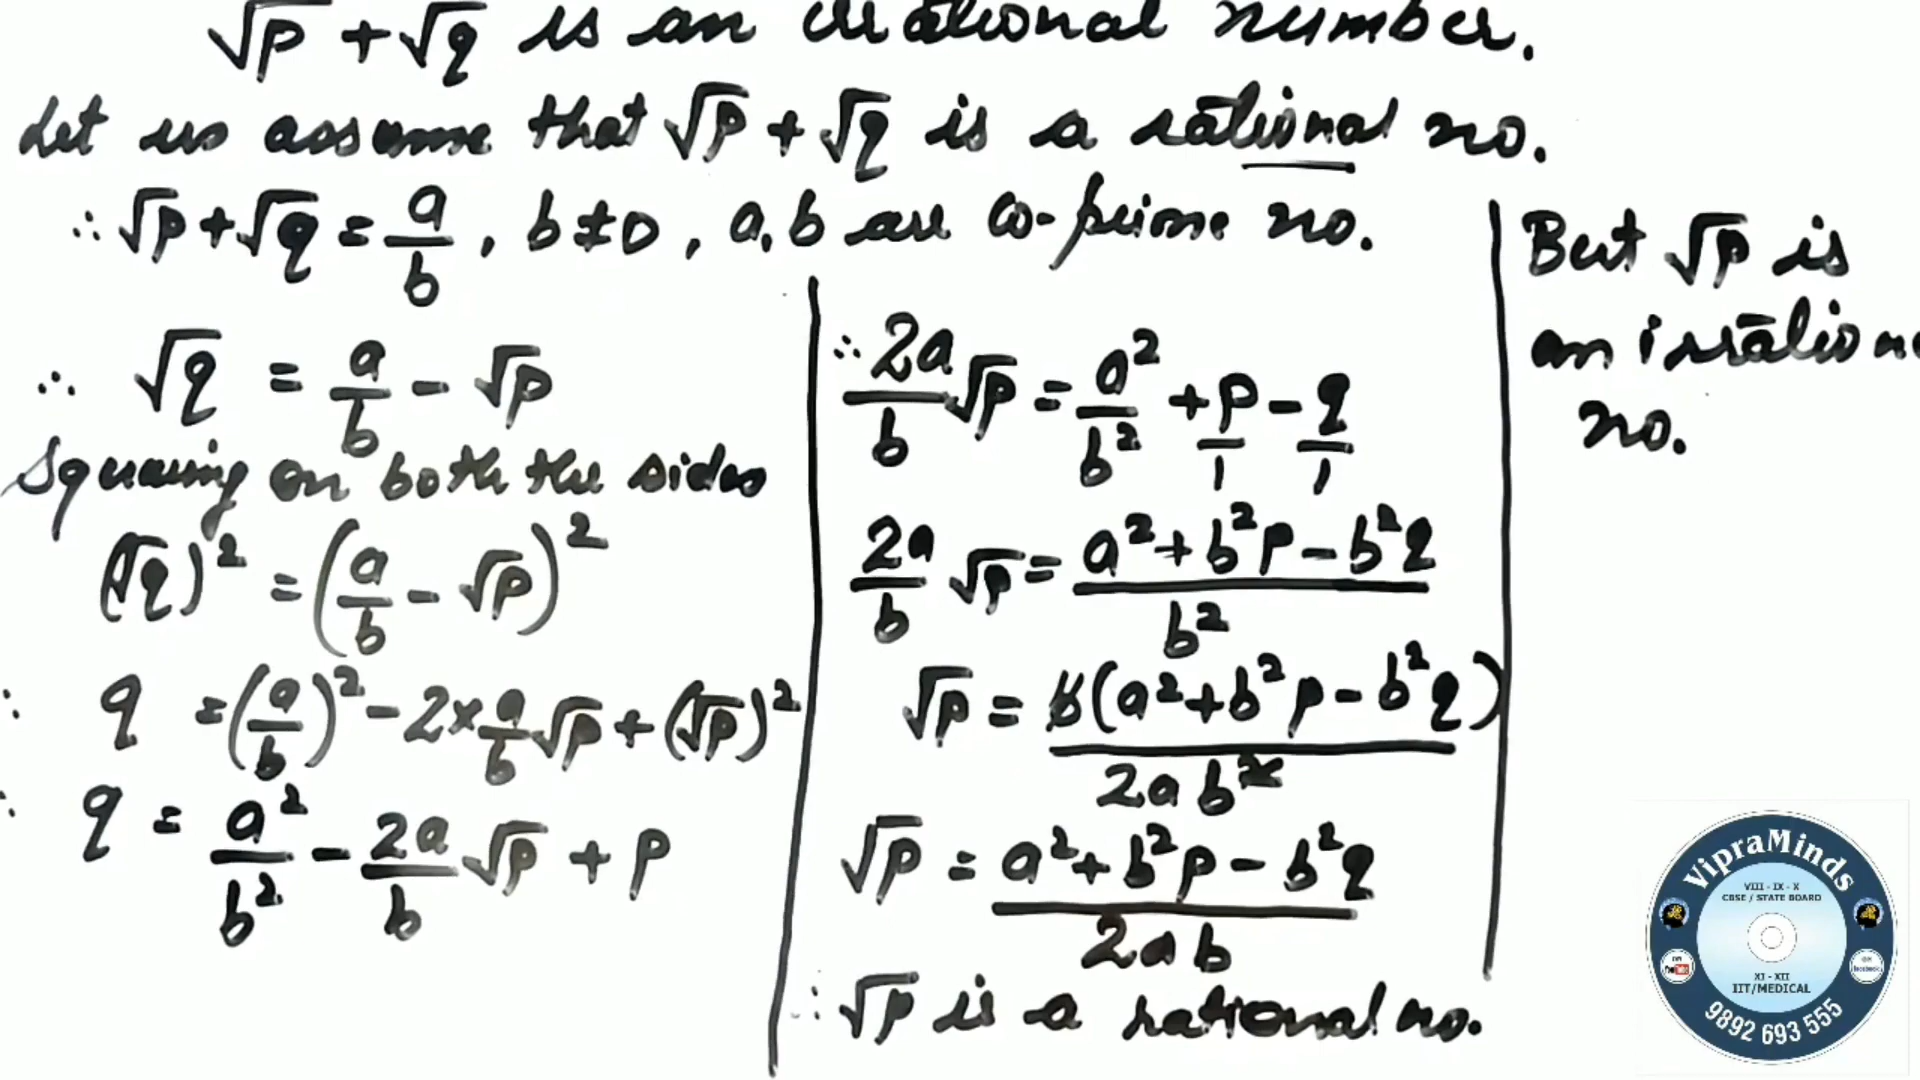 √p + √q is an irrational number.
Let us assume that √p + √q is a rational no.
∴ √p + √q = a/b, b ≠ 0, a, b are co-prime no.
∴ √q = a/b - √p
Squaring on both the sides
(√q)² = (a/b - √p)²
∴ q = (a/b)² - 2 × a/b √p + (√p)²
∴ q = a²/b² - 2a/b √p + p
∴ 2a/b √p = a²/b² + p/1 - q/1
2a/b √p = (a² + b²p - b²q)/b²
√p = b(a² + b²p - b²q)/2ab²
√p = (a² + b²p - b²q)/2ab
∴ √p is a rational no.
But √p is
an irrationa
no.
VipraMinds
VIII - IX - X
CBSE / STATE BOARD
XI - XII
IIT/MEDICAL
9892 693 555